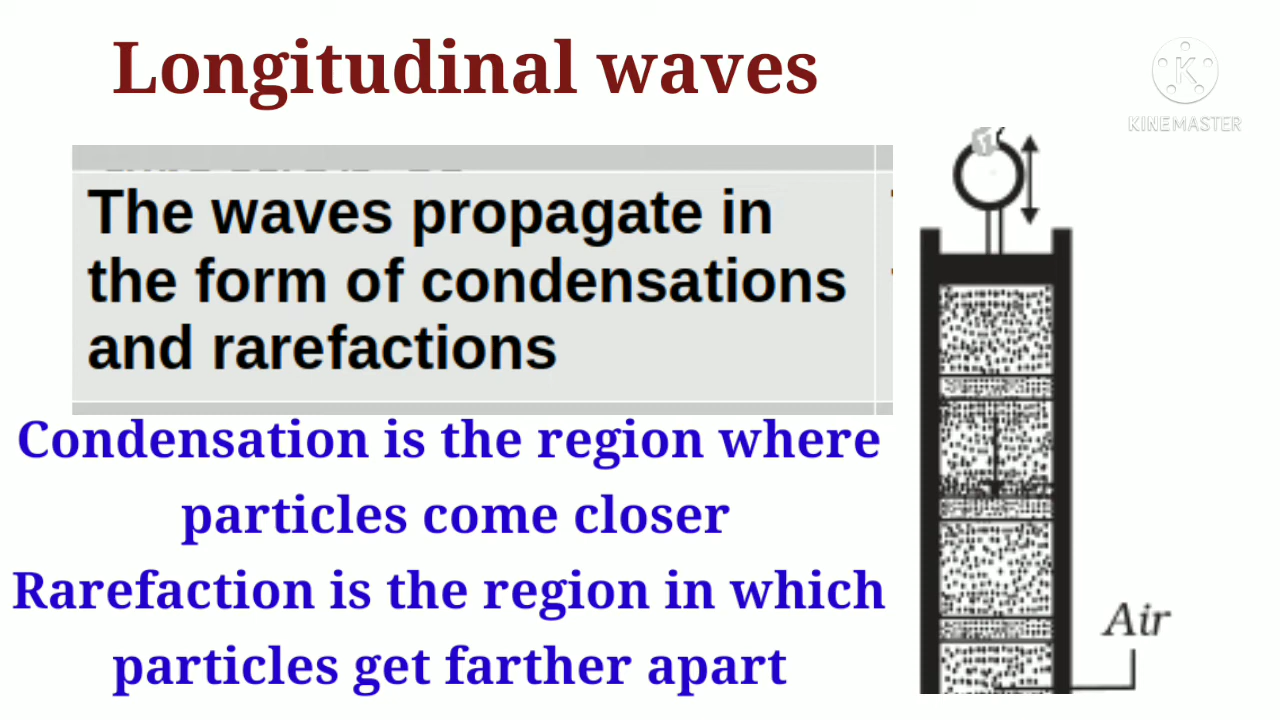 Longitudinal waves
KINEMASTER
The waves propagate in
the form of condensations
and rarefactions
Condensation is the region where
particles come closer
Rarefaction is the region in which
particles get farther apart
Air